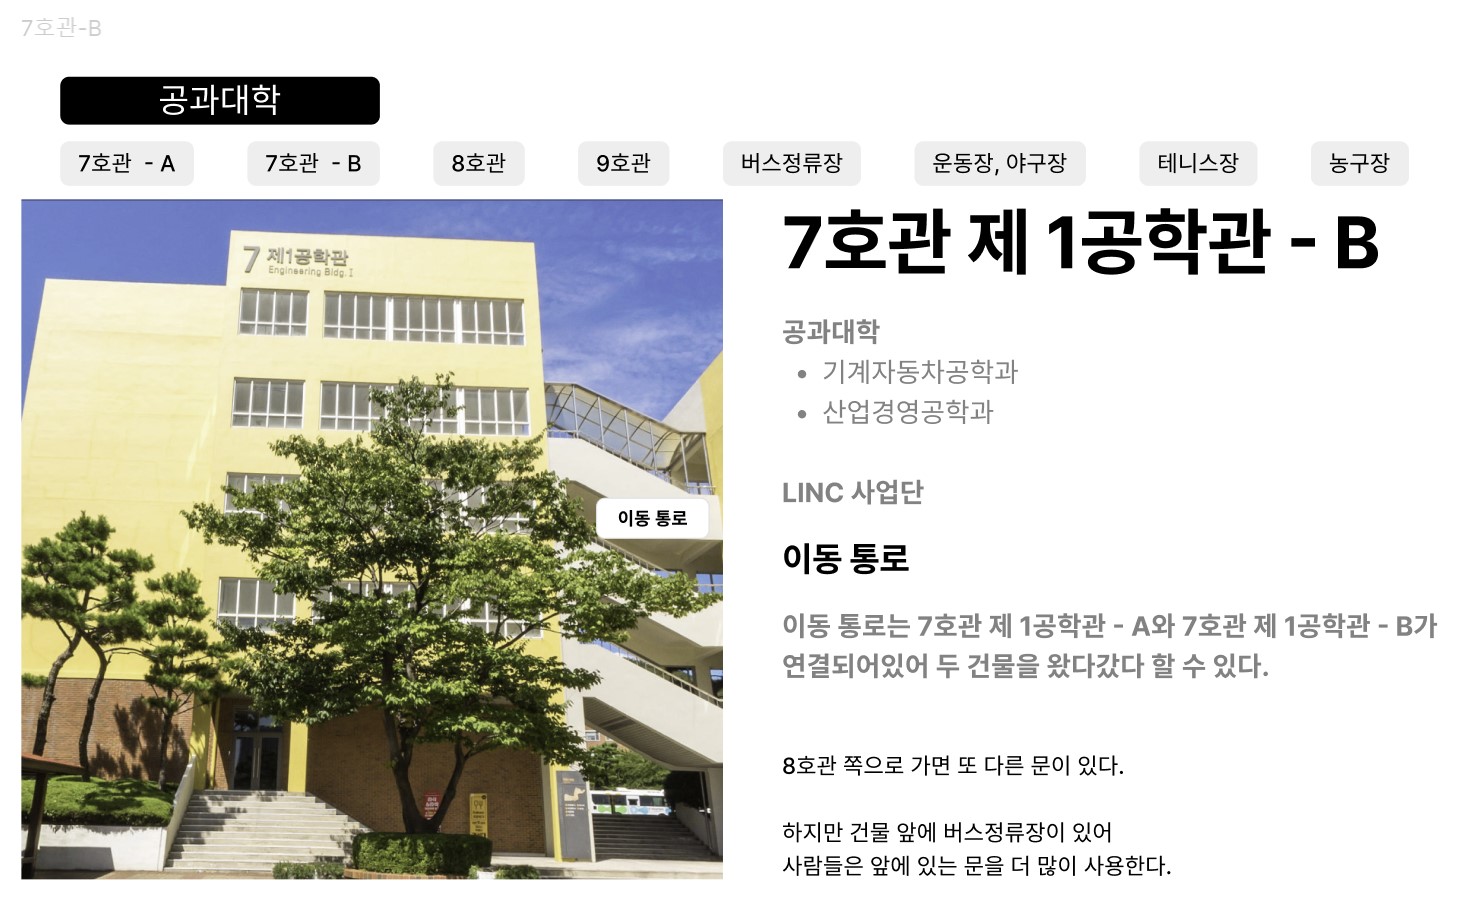 7호관-B
공과대학
7호관 - A
7호관 - B
8호관
9호관
버스정류장
운동장, 야구장
테니스장
농구장
7 제1공학관
Engineering Bldg. I
이동 통로
7호관 제 1공학관 - B
공과대학
• 기계자동차공학과
• 산업경영공학과
LINC 사업단
이동 통로
이동 통로는 7호관 제 1공학관 - A와 7호관 제 1공학관 - B가
연결되어있어 두 건물을 왔다갔다 할 수 있다.
8호관 쪽으로 가면 또 다른 문이 있다.
하지만 건물 앞에 버스정류장이 있어
사람들은 앞에 있는 문을 더 많이 사용한다.